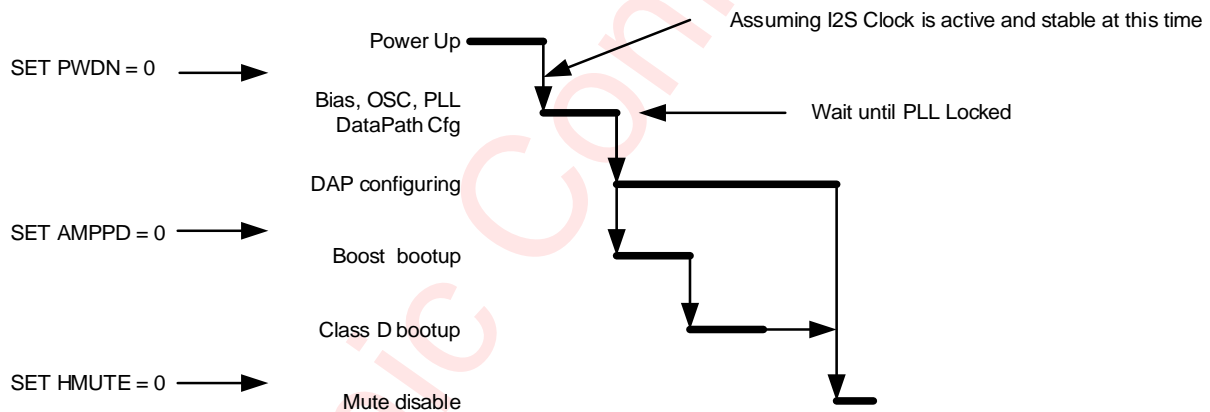 Assuming I2S Clock is active and stable at this time
Power Up
SET PWDN = 0
Bias, OSC, PLL
DataPath Cfg
Wait until PLL Locked
DAP configuring
SET AMPPD = 0
Boost bootup
Class D bootup
SET HMUTE = 0
Mute disable